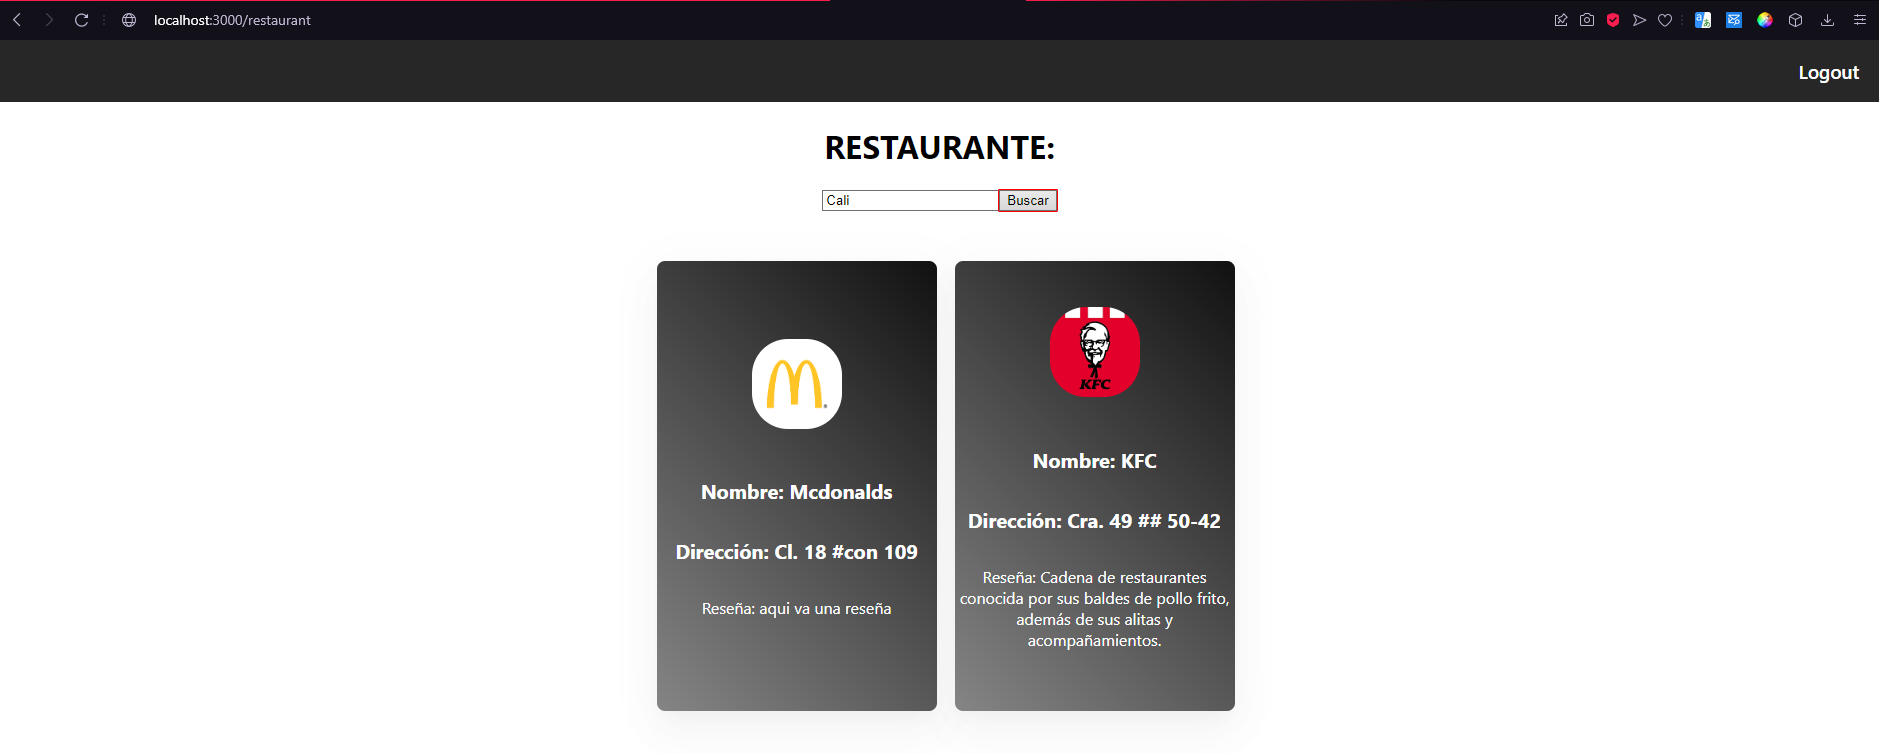 localhost:3000/restaurant
Logout
RESTAURANTE:
Cali Buscar
KFC
Nombre: Mcdonalds
Dirección: Cl. 18 #con 109
Reseña: aqui va una reseña
Nombre: KFC
Dirección: Cra. 49 ## 50-42
Reseña: Cadena de restaurantes
conocida por sus baldes de pollo frito,
además de sus alitas y
acompañamientos.